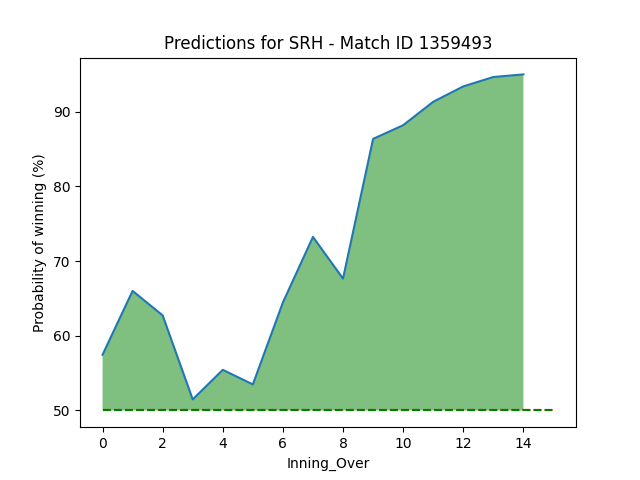 Predictions for SRH - Match ID 1359493
Probability of winning (%)
90
80
70
60
50
0 2 4 6 8 10 12 14
Inning_Over